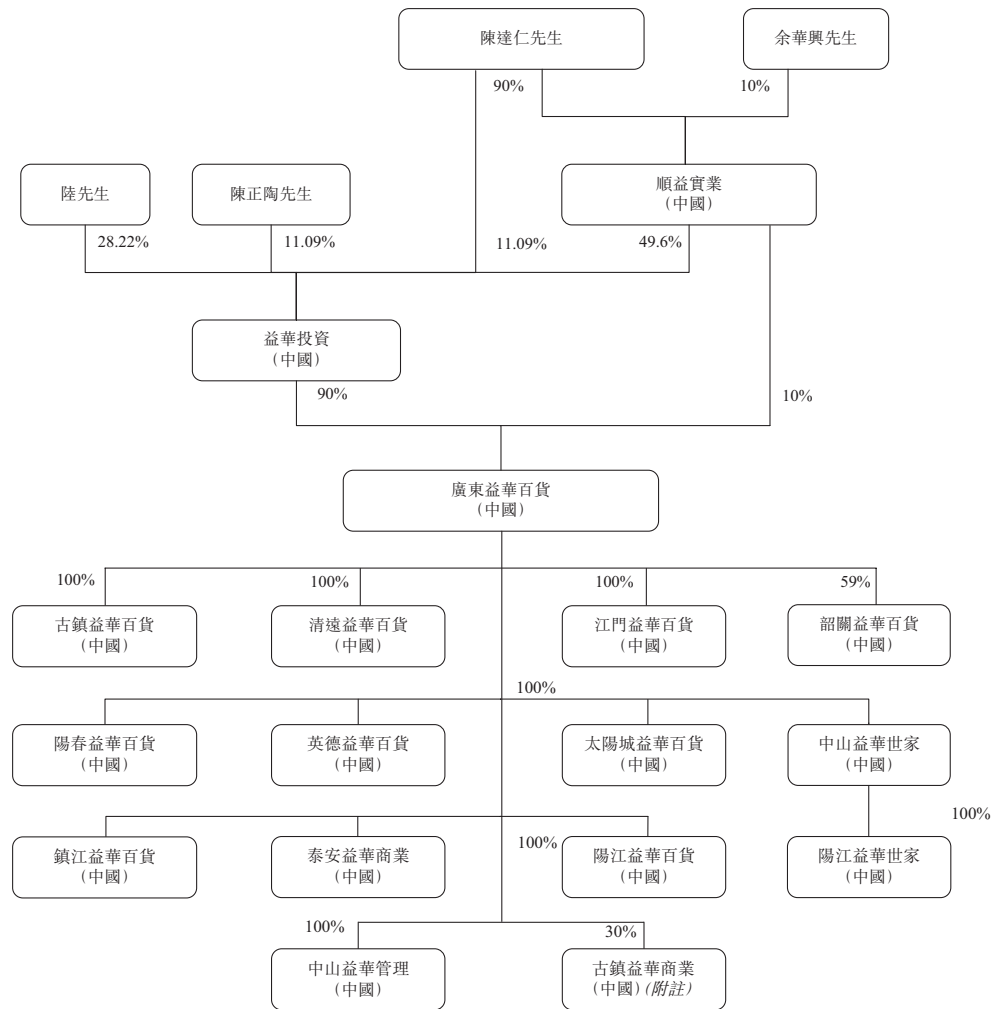 陳達仁先生
余華興先生
90%
10%
陸先生
陳正陶先生
順益實業
(中國)
28.22%
11.09%
11.09%
49.6%
益華投資
(中國)
90%
10%
廣東益華百貨
(中國)
100%
100%
100%
59%
古鎮益華百貨
(中國)
清遠益華百貨
(中國)
江門益華百貨
(中國)
韶關益華百貨
(中國)
100%
陽春益華百貨
(中國)
英德益華百貨
(中國)
太陽城益華百貨
(中國)
中山益華世家
(中國)
100%
100%
鎮江益華百貨
(中國)
泰安益華商業
(中國)
陽江益華百貨
(中國)
陽江益華世家
(中國)
100%
30%
中山益華管理
(中國)
古鎮益華商業
(中國)(附註)